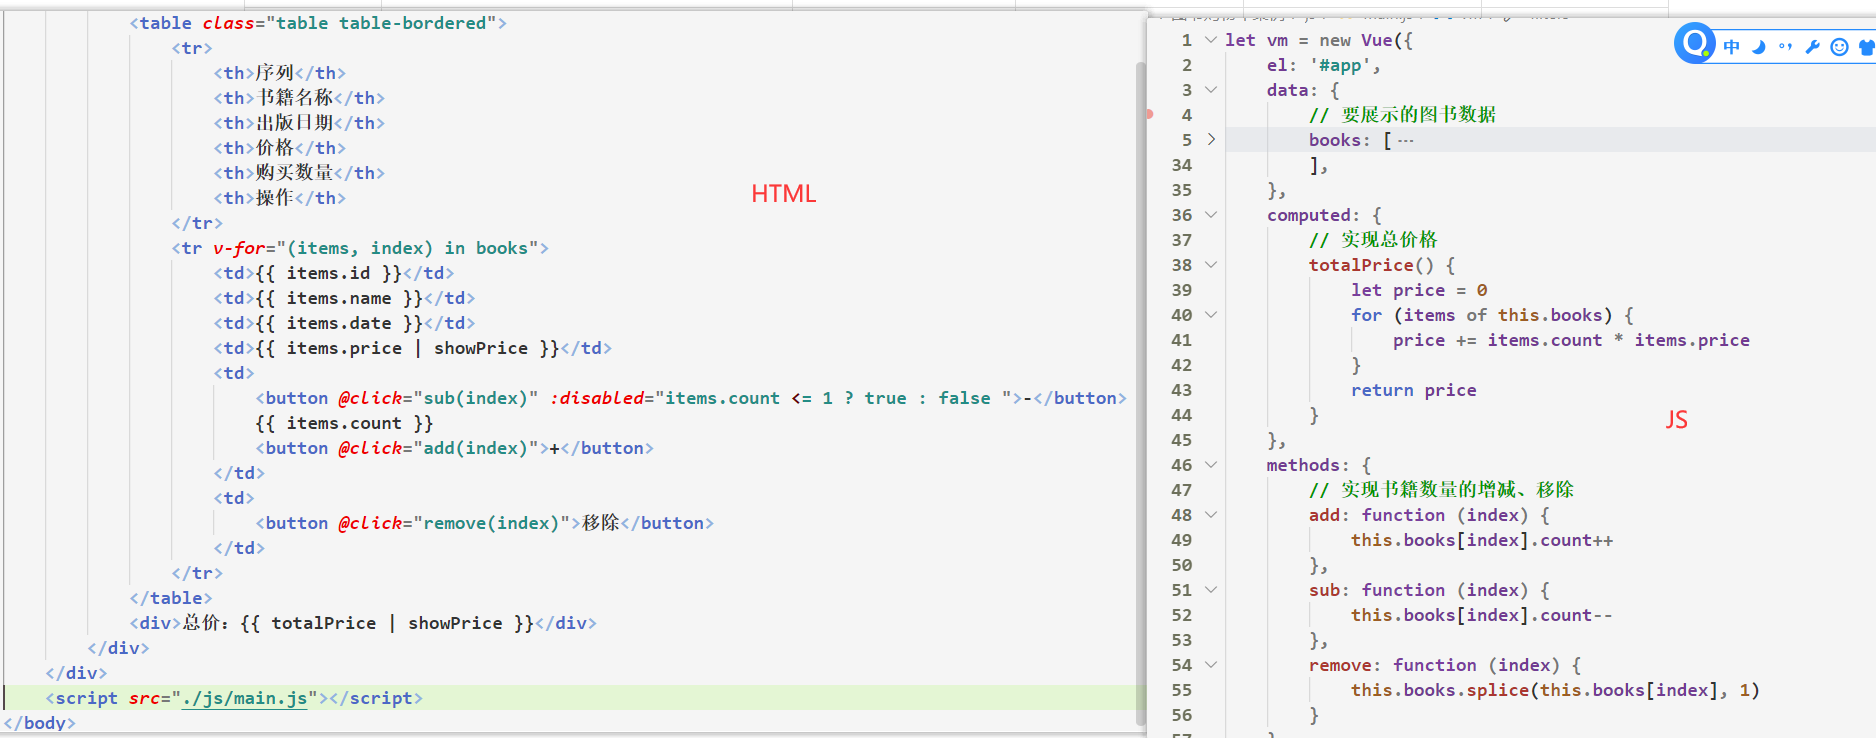 <table class="table table-bordered">
<tr>
<th>序列</th>
<th>书籍名称</th>
<th>出版日期</th>
<th>价格</th>
<th>购买数量</th>
<th>操作</th>
</tr>
<tr v-for="(items, index) in books">
<td>{{ items.id }}</td>
<td>{{ items.name }}</td>
<td>{{ items.date }}</td>
<td>{{ items.price | showPrice }}</td>
<td>
<button @click="sub(index)" :disabled="items.count <= 1 ? true : false ">-</button>
{{ items.count }}
<button @click="add(index)">+</button>
</td>
<td>
<button @click="remove(index)">移除</button>
</td>
</tr>
</table>
<div>总价：{{ totalPrice | showPrice }}</div>
</div>
</div>
<script src="./js/main.js"></script>
</body>
HTML
1 let vm = new Vue({
2 el: '#app',
3 data: {
4 // 要展示的图书数据
5 books: [ ···
34 ],
35 },
36 computed: {
37 // 实现总价格
38 totalPrice() {
39 let price = 0
40 for (items of this.books) {
41 price += items.count * items.price
42 }
43 return price
44 }
45 },
46 methods: {
47 // 实现书籍数量的增减、移除
48 add: function (index) {
49 this.books[index].count++
50 },
51 sub: function (index) {
52 this.books[index].count--
53 },
54 remove: function (index) {
55 this.books.splice(this.books[index], 1)
56 }
57 }
JS
中